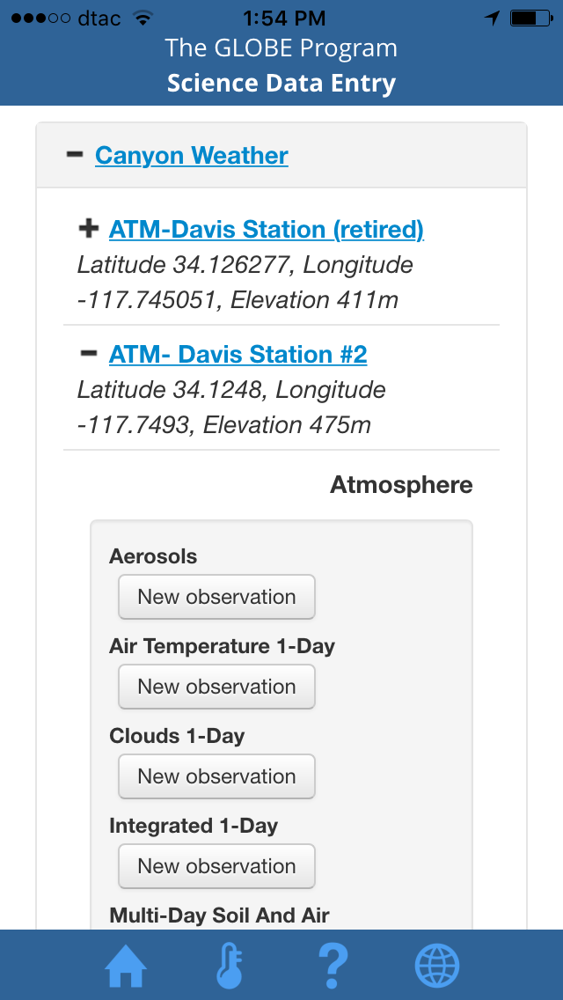 dtac 1:54 PM
The GLOBE Program
Science Data Entry
Canyon Weather
ATM-Davis Station (retired)
Latitude 34.126277, Longitude
-117.745051, Elevation 411m
ATM- Davis Station #2
Latitude 34.1248, Longitude
-117.7493, Elevation 475m
Atmosphere
Aerosols
New observation
Air Temperature 1-Day
New observation
Clouds 1-Day
New observation
Integrated 1-Day
New observation
Multi-Day Soil And Air